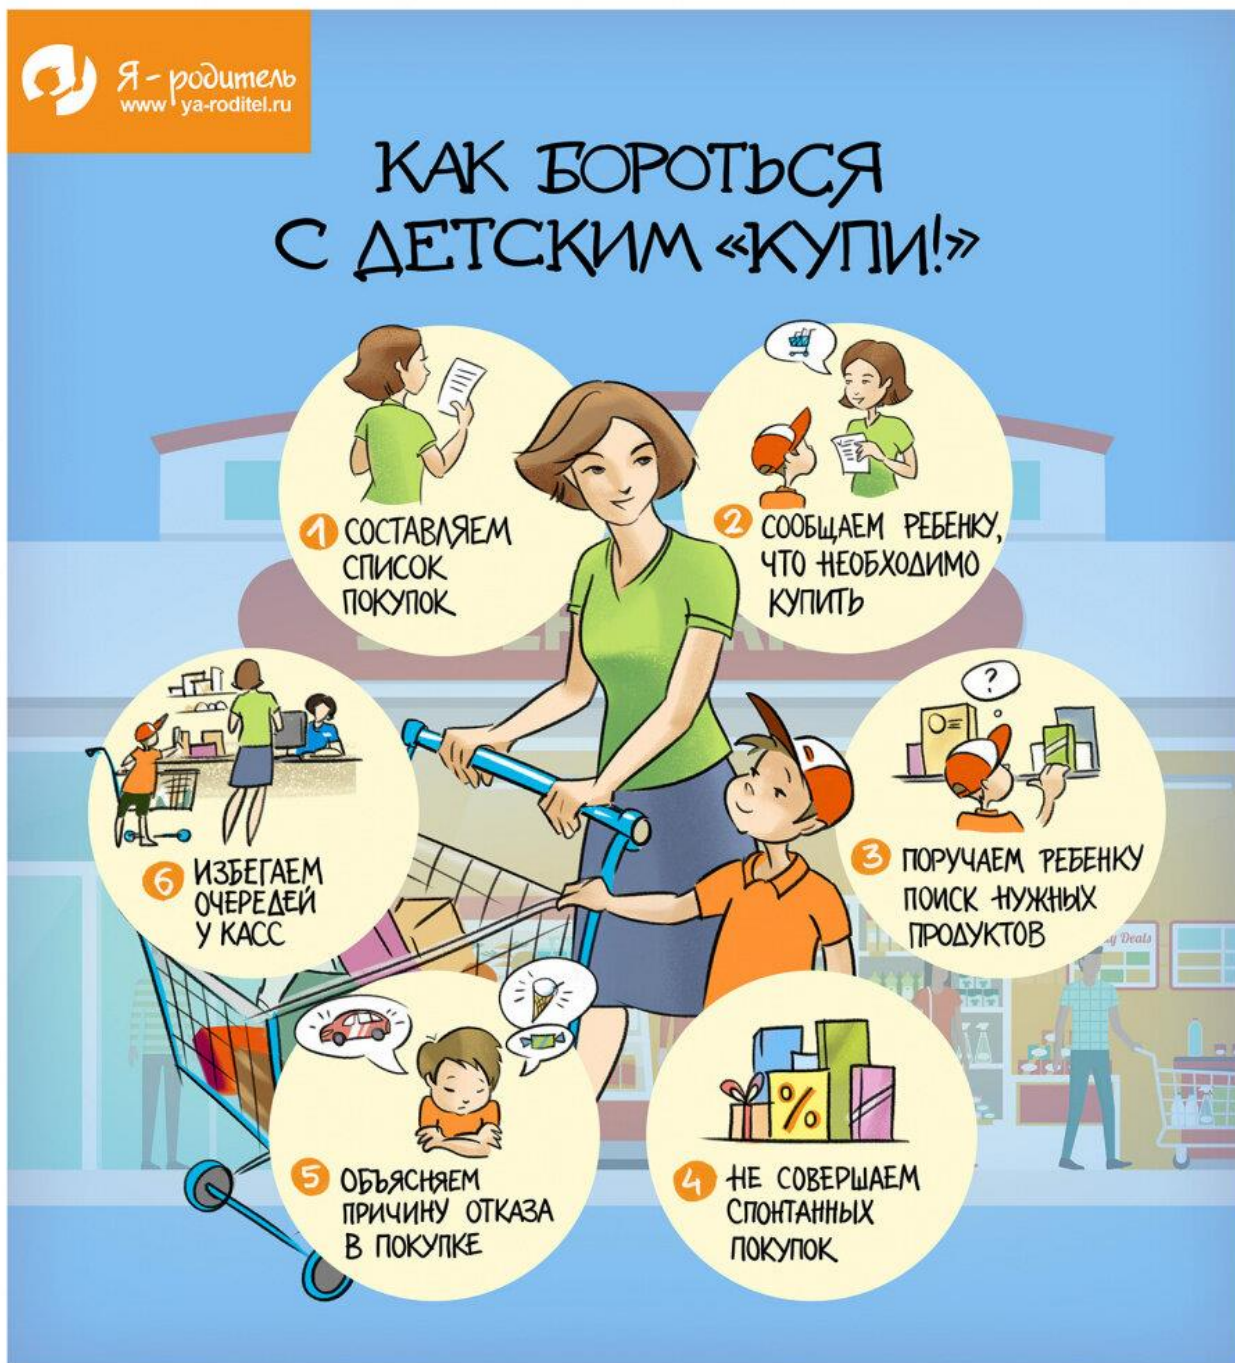 Я - родитель
www ya-roditel.ru
КАК БОРОТЬСЯ
С ДЕТСКИМ «КУПИ!»
1 СОСТАВЛЯЕМ
СПИСОК
ПОКУПОК
2 СООБЩАЕМ РЕБЕНКУ,
ЧТО НЕОБХОДИМО
КУПИТЬ
?
3 ПОРУЧАЕМ РЕБЕНКУ
ПОИСК НУЖНЫХ
ПРОДУКТОВ
Deals
%
4 НЕ СОВЕРШАЕМ
СПОНТАННЫХ
ПОКУПОК
5 ОБЪЯСНЯЕМ
ПРИЧИНУ ОТКАЗА
В ПОКУПКЕ
6 ИЗБЕГАЕМ
ОЧЕРЕДЕЙ
У КАСС